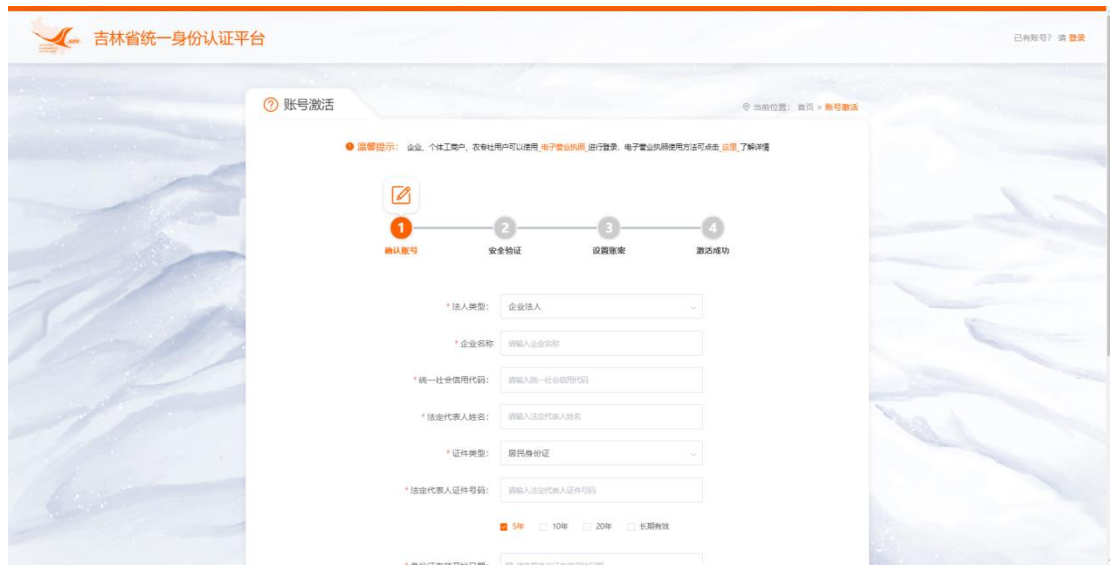 吉林省统一身份认证平台
已有账号? 请 登录
账号激活
当前位置: 首页 > 账号激活
温馨提示: 企业、个体工商户、农专社用户可以使用 电子营业执照 进行登录, 电子营业执照使用方法可点击 这里 了解详情
1 2 3 4
确认账号 安全验证 设置账密 激活成功
* 法人类型: 企业法人
* 企业名称 请输入企业名称
* 统一社会信用代码: 请输入统一社会信用代码
* 法定代表人姓名: 请输入法定代表人姓名
* 证件类型: 居民身份证
* 法定代表人证件号码: 请输入法定代表人证件号码
5年 10年 20年 长期有效